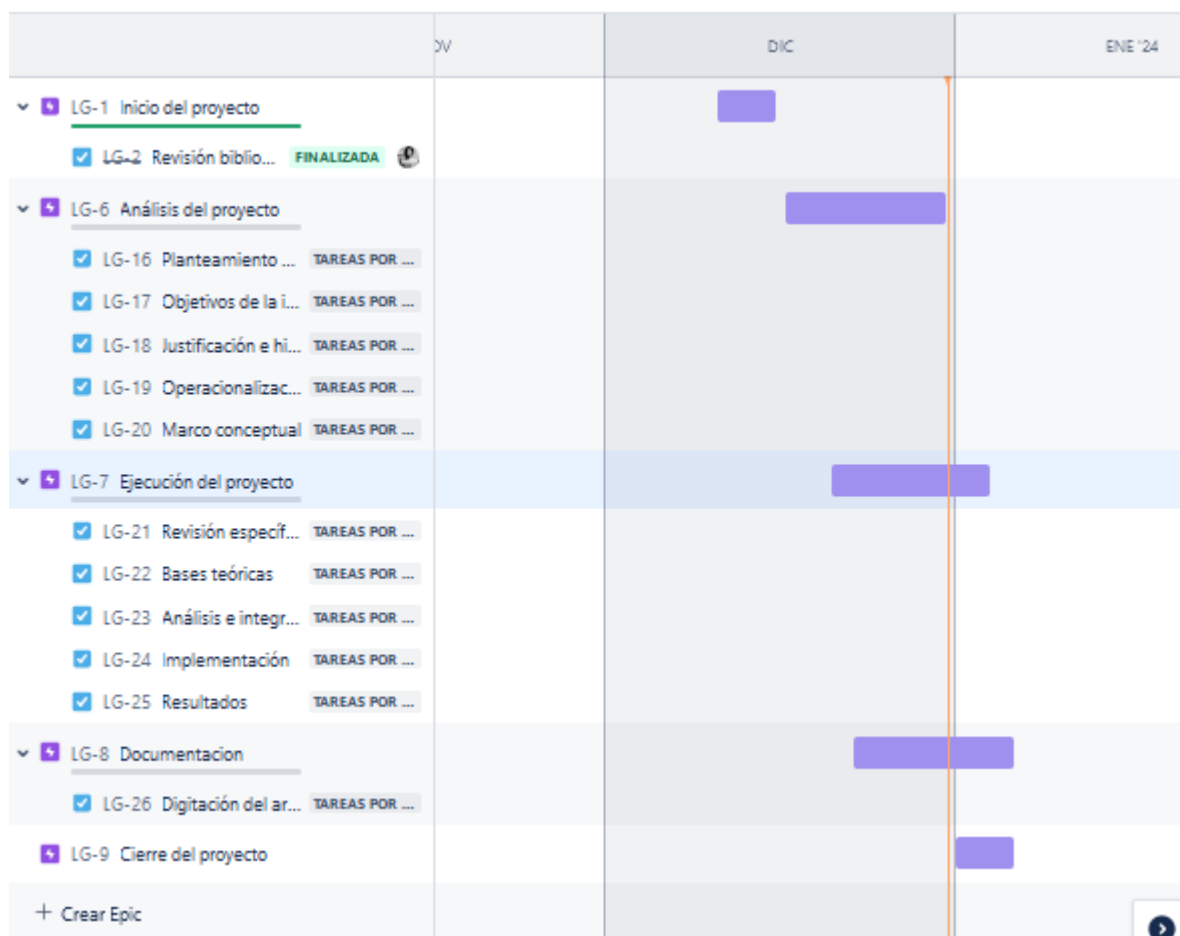 OV DIC ENE '24
LG-1 Inicio del proyecto
LG-2 Revisión biblio... FINALIZADA
LG-6 Análisis del proyecto
LG-16 Planteamiento ... TAREAS POR ...
LG-17 Objetivos de la i... TAREAS POR ...
LG-18 Justificación e hi... TAREAS POR ...
LG-19 Operacionalizac... TAREAS POR ...
LG-20 Marco conceptual TAREAS POR ...
LG-7 Ejecución del proyecto
LG-21 Revisión específ... TAREAS POR ...
LG-22 Bases teóricas TAREAS POR ...
LG-23 Análisis e integr... TAREAS POR ...
LG-24 Implementación TAREAS POR ...
LG-25 Resultados TAREAS POR ...
LG-8 Documentacion
LG-26 Digitación del ar... TAREAS POR ...
LG-9 Cierre del proyecto
+ Crear Epic